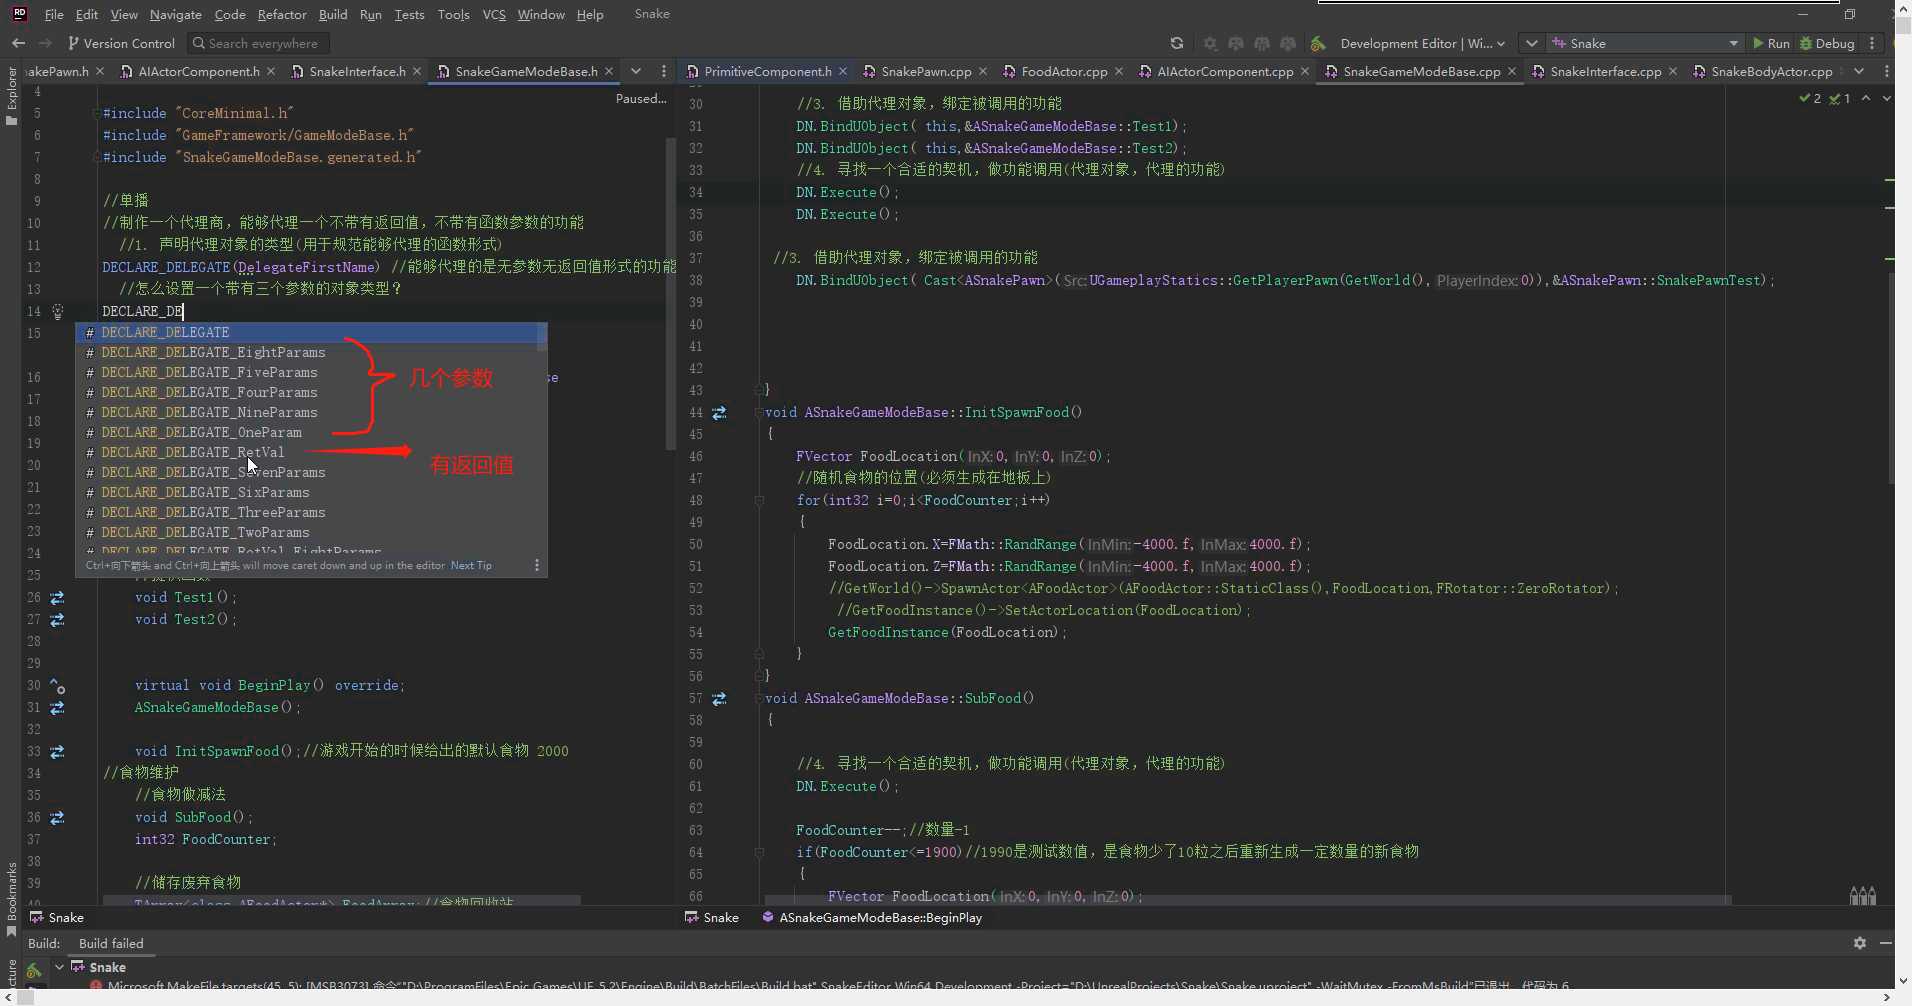 File Edit View Navigate Code Refactor Build Run Tests Tools VCS Window Help Snake
Version Control Search everywhere Development Editor | Wi... Snake Run Debug
akePawn.h AIActorComponent.h SnakeInterface.h SnakeGameModeBase.h PrimitiveComponent.h SnakePawn.cpp FoodActor.cpp AIActorComponent.cpp SnakeGameModeBase.cpp SnakeInterface.cpp SnakeBodyActor.cpp
Explorer
Paused...
4
5 #include "CoreMinimal.h"
6 #include "GameFramework/GameModeBase.h"
7 #include "SnakeGameModeBase.generated.h"
8
9 //单播
10 //制作一个代理商，能够代理一个不带有返回值，不带有函数参数的功能
11 //1. 声明代理对象的类型(用于规范能够代理的函数形式)
12 DECLARE_DELEGATE(DelegateFirstName) //能够代理的是无参数无返回值形式的功能
13 //怎么设置一个带有三个参数的对象类型？
14 DECLARE_DE
15
# DECLARE_DELEGATE
# DECLARE_DELEGATE_EightParams
# DECLARE_DELEGATE_FiveParams
# DECLARE_DELEGATE_FourParams
# DECLARE_DELEGATE_NineParams
# DECLARE_DELEGATE_OneParam
# DECLARE_DELEGATE_RetVal
# DECLARE_DELEGATE_SevenParams
# DECLARE_DELEGATE_SixParams
# DECLARE_DELEGATE_ThreeParams
# DECLARE_DELEGATE_TwoParams
# DECLARE_DELEGATE_RetVal_EightParams
Ctrl+向下箭头 and Ctrl+向上箭头 will move caret down and up in the editor Next Tip
几个参数
有返回值
16 se
17
18
19
20
21
22
23
24
25 //提供函数
26 void Test1();
27 void Test2();
28
29
30 virtual void BeginPlay() override;
31 ASnakeGameModeBase();
32
33 void InitSpawnFood();//游戏开始的时候给出的默认食物 2000
34 //食物维护
35 //食物做减法
36 void SubFood();
37 int32 FoodCounter;
38
39 //储存废弃食物
40 TArray<class AFoodActor*> FoodArray;//食物回收站
30 //3. 借助代理对象，绑定被调用的功能
31 DN.BindUObject( this,&ASnakeGameModeBase::Test1);
32 DN.BindUObject( this,&ASnakeGameModeBase::Test2);
33 //4. 寻找一个合适的契机，做功能调用(代理对象，代理的功能)
34 DN.Execute();
35 DN.Execute();
36
37 //3. 借助代理对象，绑定被调用的功能
38 DN.BindUObject( Cast<ASnakePawn>( Src:UGameplayStatics::GetPlayerPawn(GetWorld(), PlayerIndex:0)),&ASnakePawn::SnakePawnTest);
39
40
41
42
43 }
44 void ASnakeGameModeBase::InitSpawnFood()
45 {
46 FVector FoodLocation(InX:0,InY:0,InZ:0);
47 //随机食物的位置(必须生成在地板上)
48 for(int32 i=0;i<FoodCounter;i++)
49 {
50 FoodLocation.X=FMath::RandRange(InMin:-4000.f,InMax:4000.f);
51 FoodLocation.Z=FMath::RandRange(InMin:-4000.f,InMax:4000.f);
52 //GetWorld()->SpawnActor<AFoodActor>(AFoodActor::StaticClass(),FoodLocation,FRotator::ZeroRotator);
53 //GetFoodInstance()->SetActorLocation(FoodLocation);
54 GetFoodInstance(FoodLocation);
55 }
56 }
57 void ASnakeGameModeBase::SubFood()
58 {
59
60 //4. 寻找一个合适的契机，做功能调用(代理对象，代理的功能)
61 DN.Execute();
62
63 FoodCounter--;//数量-1
64 if(FoodCounter<=1900)//1990是测试数值，是食物少了10粒之后重新生成一定数量的新食物
65 {
66 FVector FoodLocation(InX:0,InY:0,InZ:0);
2 1
Bookmarks
Snake
Snake ASnakeGameModeBase::BeginPlay
Build: Build failed
Snake
cture
Microsoft.MakeFile.targets(45, 5): [MSB3073] 命令"D:\ProgramFiles\Epic Games\UE_5.2\Engine\Build\BatchFiles\Build.bat" SnakeEditor Win64 Development -Project="D:\UnrealProjects\Snake\Snake.uproject" -WaitMutex -FromMsBuild"已退出，代码为 6